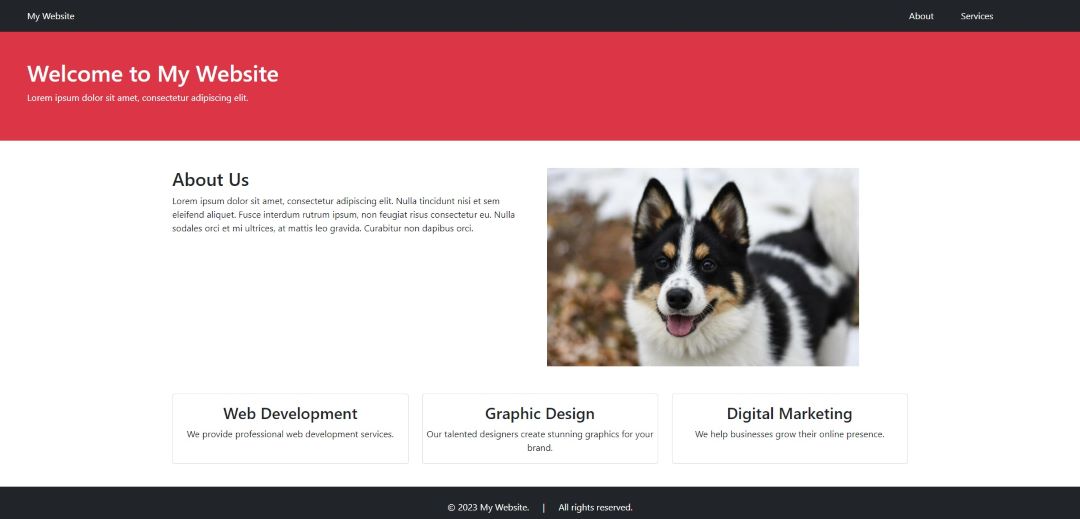 My Website
About
Services
Welcome to My Website
Lorem ipsum dolor sit amet, consectetur adipiscing elit.
About Us
Lorem ipsum dolor sit amet, consectetur adipiscing elit. Nulla tincidunt nisi et sem
eleifend aliquet. Fusce interdum rutrum ipsum, non feugiat risus consectetur eu. Nulla
sodales orci et mi ultrices, at mattis leo gravida. Curabitur non dapibus orci.
Web Development
We provide professional web development services.
Graphic Design
Our talented designers create stunning graphics for your
brand.
Digital Marketing
We help businesses grow their online presence.
© 2023 My Website. | All rights reserved.